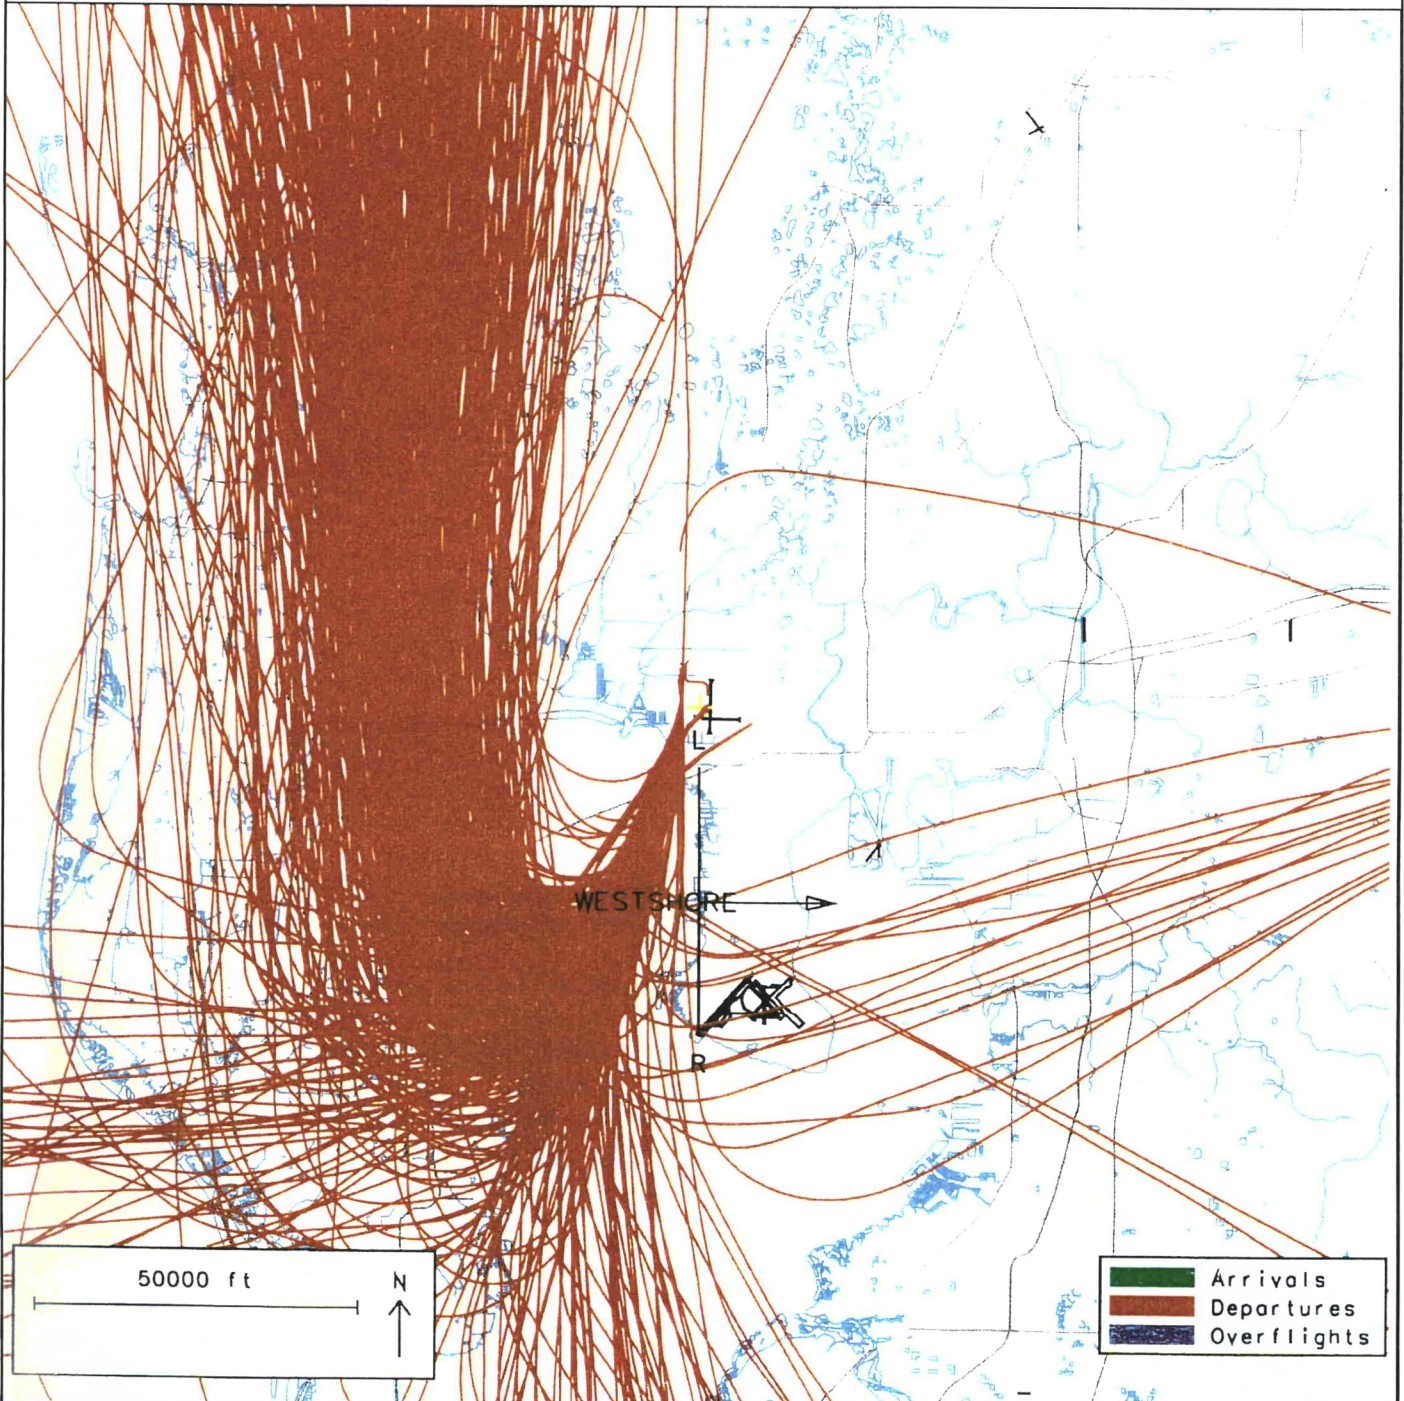 L
WESTSHORE
R
50000 ft
N
Arrivals
Departures
Overflights